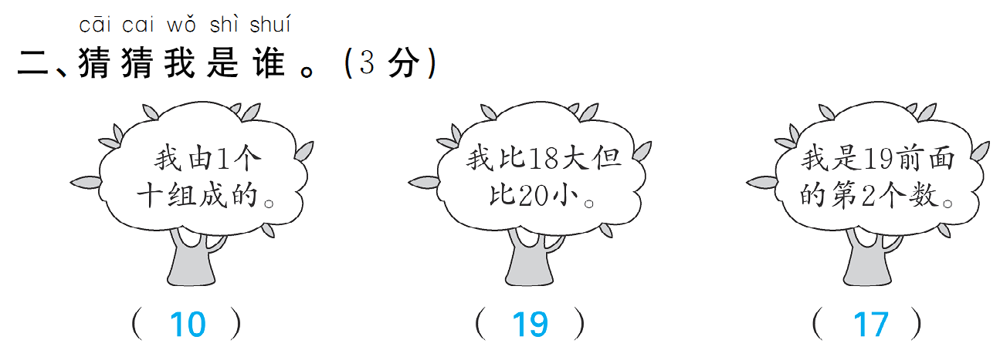 cāi cai wǒ shì shuí
二、猜猜我是谁。(3分)
我由1个
十组成的。
我比18大但
比20小。
我是19前面
的第2个数。
( 10 ) ( 19 ) ( 17 )